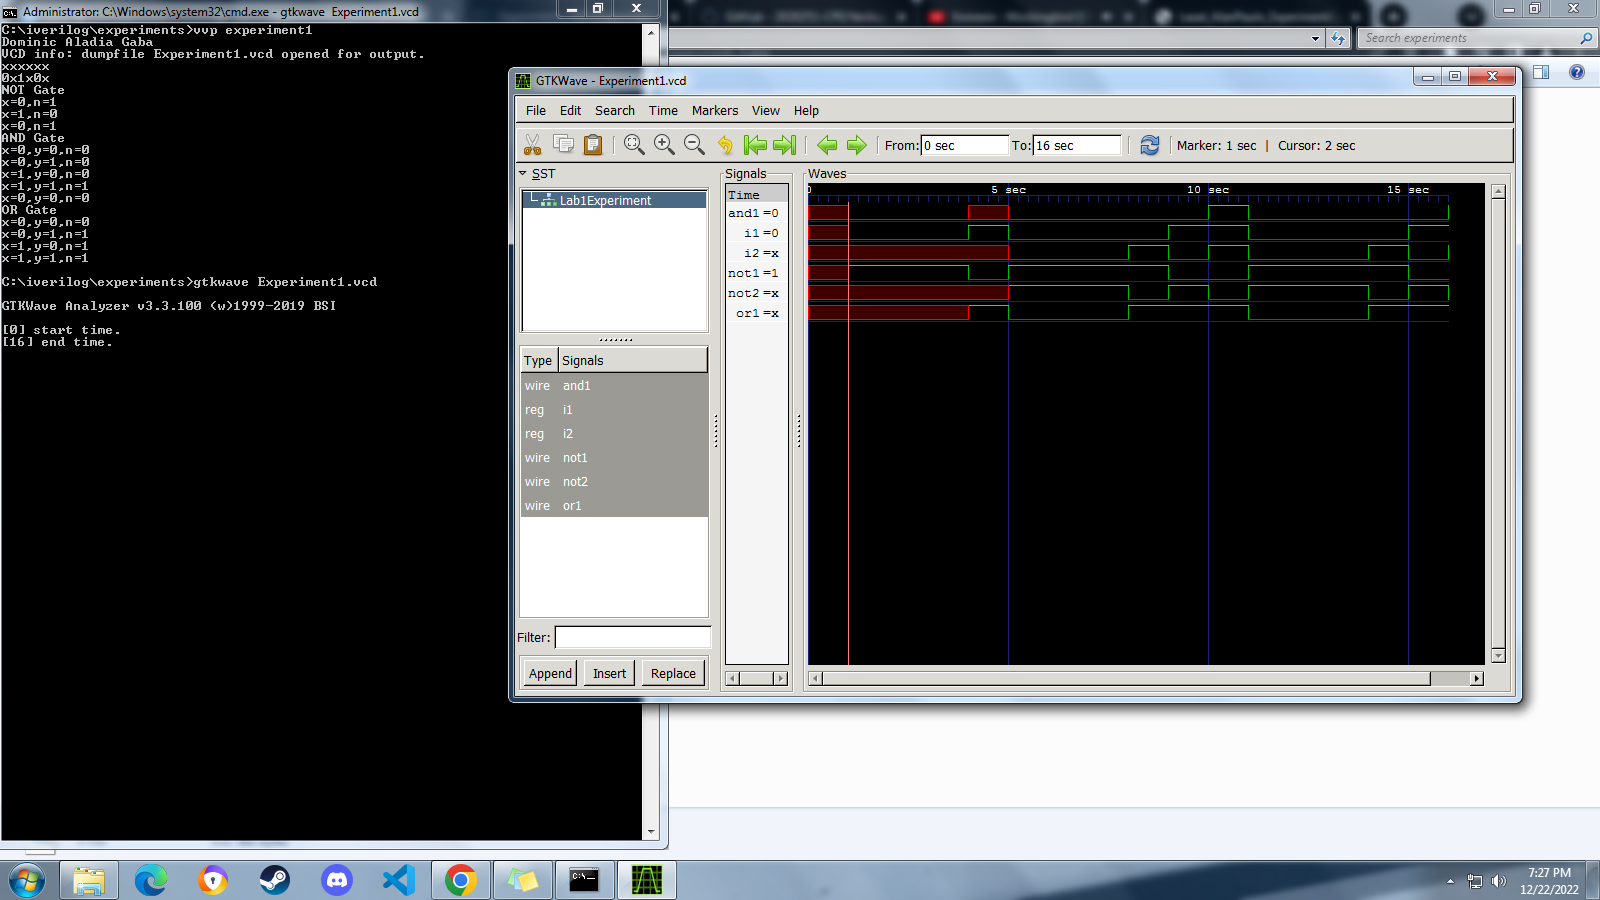 Administrator: C:\Windows\system32\cmd.exe - gtkwave Experiment1.vcd
C:\iverilog\experiments>vvp experiment1
Dominic Aladia Gaba
VCD info: dumpfile Experiment1.vcd opened for output.
xxxxxx
0x1x0x
NOT Gate
x=0,n=1
x=1,n=0
x=0,n=1
AND Gate
x=0,y=0,n=0
x=0,y=1,n=0
x=1,y=0,n=0
x=1,y=1,n=1
x=0,y=0,n=0
OR Gate
x=0,y=0,n=0
x=0,y=1,n=1
x=1,y=0,n=1
x=1,y=1,n=1
C:\iverilog\experiments>gtkwave Experiment1.vcd
GTKWave Analyzer v3.3.100 (w)1999-2019 BSI
[0] start time.
[16] end time.
Search experiments
GTKWave - Experiment1.vcd
File Edit Search Time Markers View Help
From: 0 sec To: 16 sec Marker: 1 sec | Cursor: 2 sec
SST
Lab1Experiment
Type Signals
wire and1
reg i1
reg i2
wire not1
wire not2
wire or1
Filter:
Append Insert Replace
Signals
Time
and1 =0
i1 =0
i2 =x
not1 =1
not2 =x
or1 =x
Waves
0 5 sec 10 sec 15 sec
7:27 PM
12/22/2022